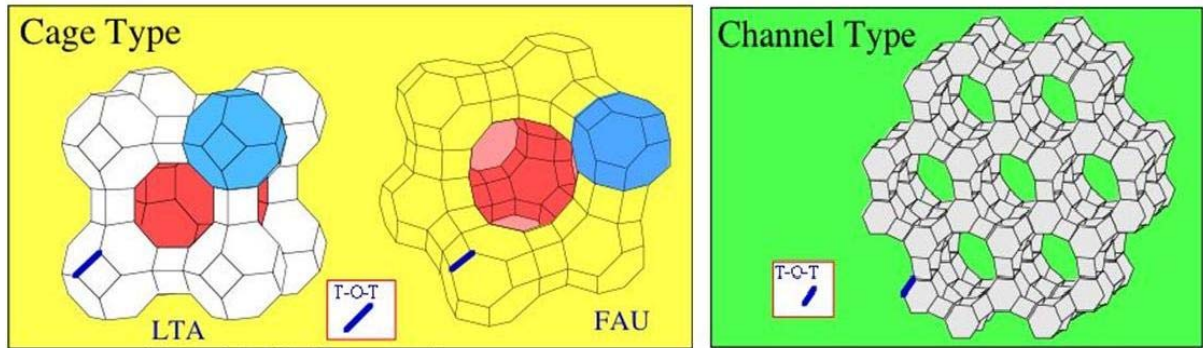 Cage Type
T-O-T
LTA
FAU
Channel Type
T-O-T